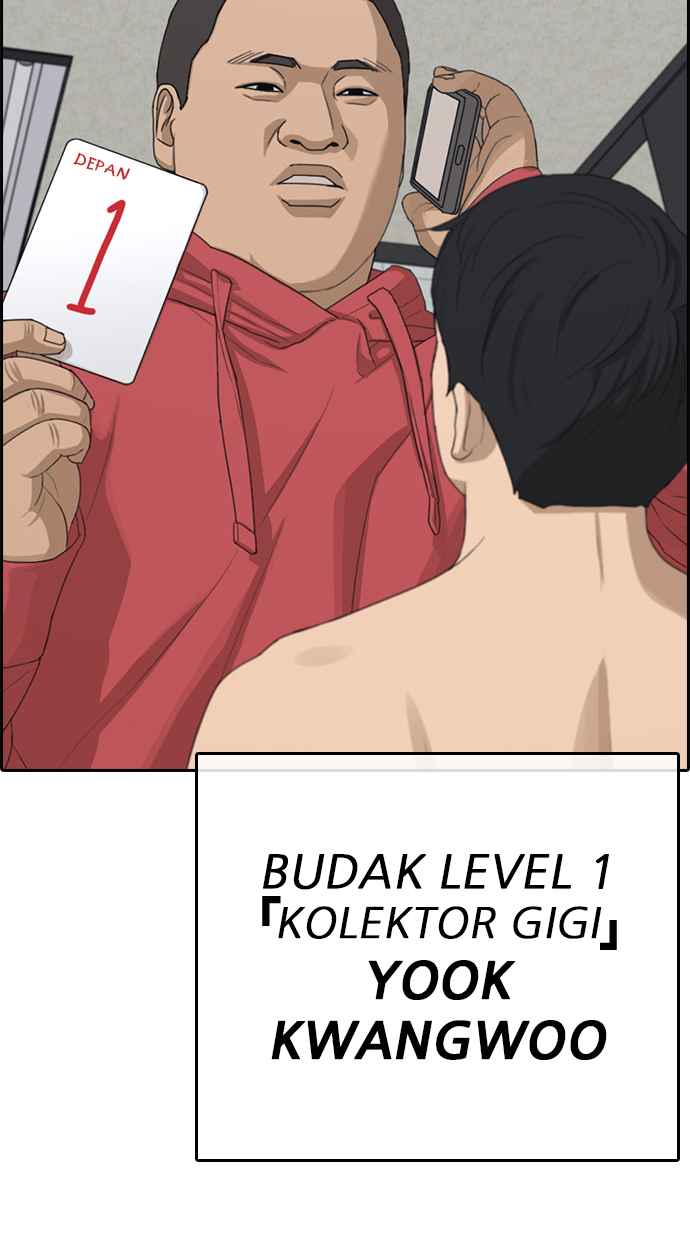 DEPAN
1
BUDAK LEVEL 1
「KOLEKTOR GIGI」
YOOK
KWANGWOO